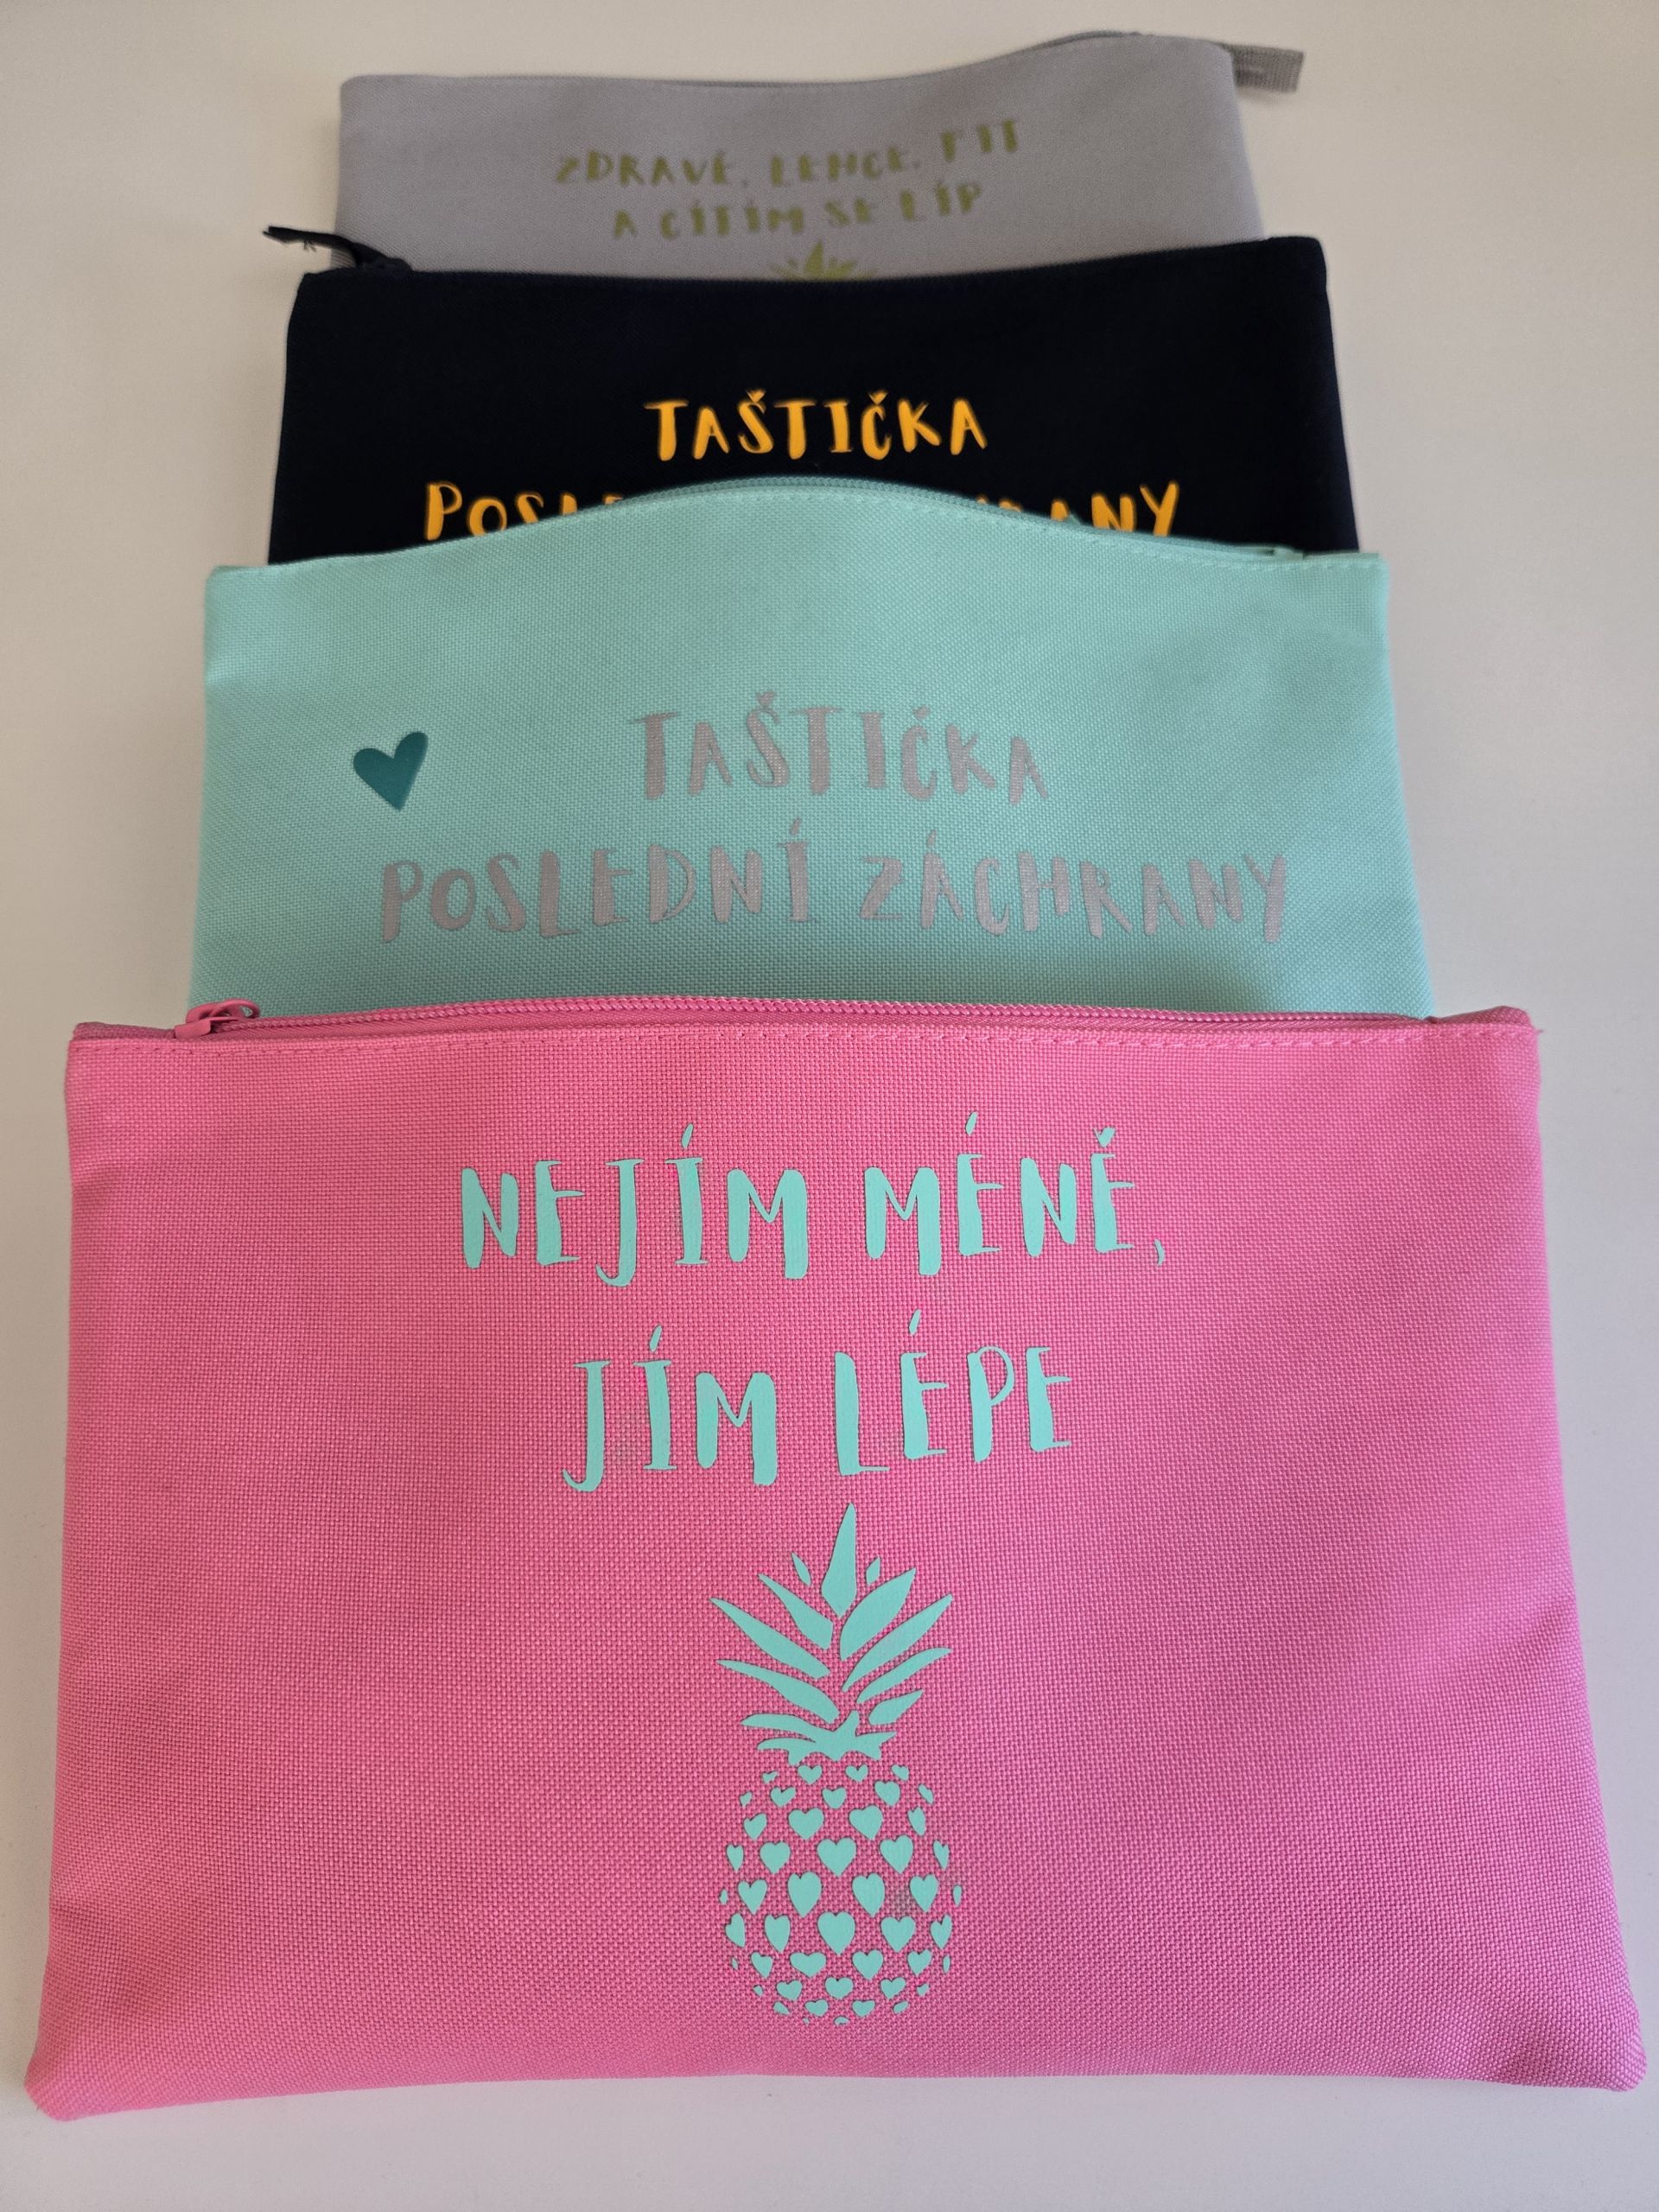 ZDRAVĚ, LEHCE, FIT
A CÍTÍM SE LÍP
TAŠTIČKA
TAŠTIČKA
POSLEDNÍ ZÁCHRANY
NEJÍM MÉNĚ,
JÍM LÉPE